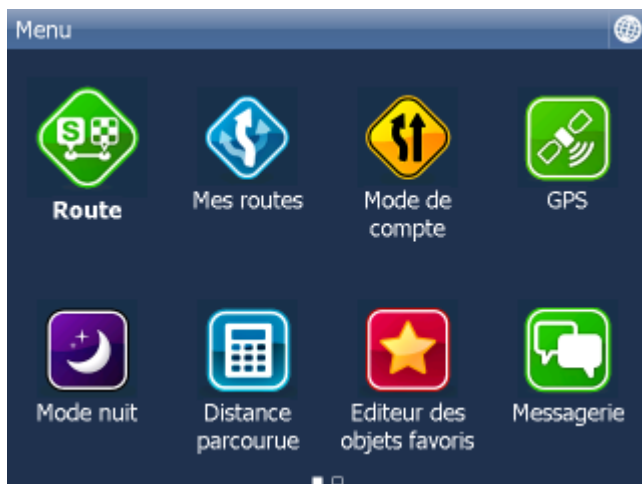 Menu
S
Route
Mes routes
Mode de
compte
GPS
Mode nuit
Distance
parcourue
Editeur des
objets favoris
Messagerie